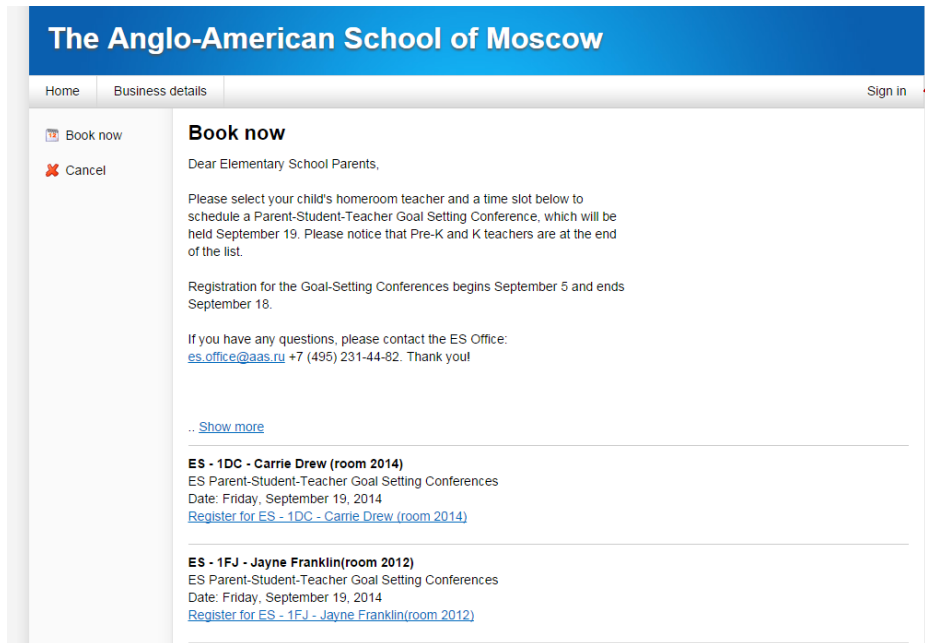 The Anglo-American School of Moscow
Home
Business details
Sign in
Book now
Cancel
Book now
Dear Elementary School Parents,
Please select your child's homeroom teacher and a time slot below to
schedule a Parent-Student-Teacher Goal Setting Conference, which will be
held September 19. Please notice that Pre-K and K teachers are at the end
of the list.
Registration for the Goal-Setting Conferences begins September 5 and ends
September 18.
If you have any questions, please contact the ES Office:
es.office@aas.ru +7 (495) 231-44-82. Thank you!
.. Show more
ES - 1DC - Carrie Drew (room 2014)
ES Parent-Student-Teacher Goal Setting Conferences
Date: Friday, September 19, 2014
Register for ES - 1DC - Carrie Drew (room 2014)
ES - 1FJ - Jayne Franklin(room 2012)
ES Parent-Student-Teacher Goal Setting Conferences
Date: Friday, September 19, 2014
Register for ES - 1FJ - Jayne Franklin(room 2012)